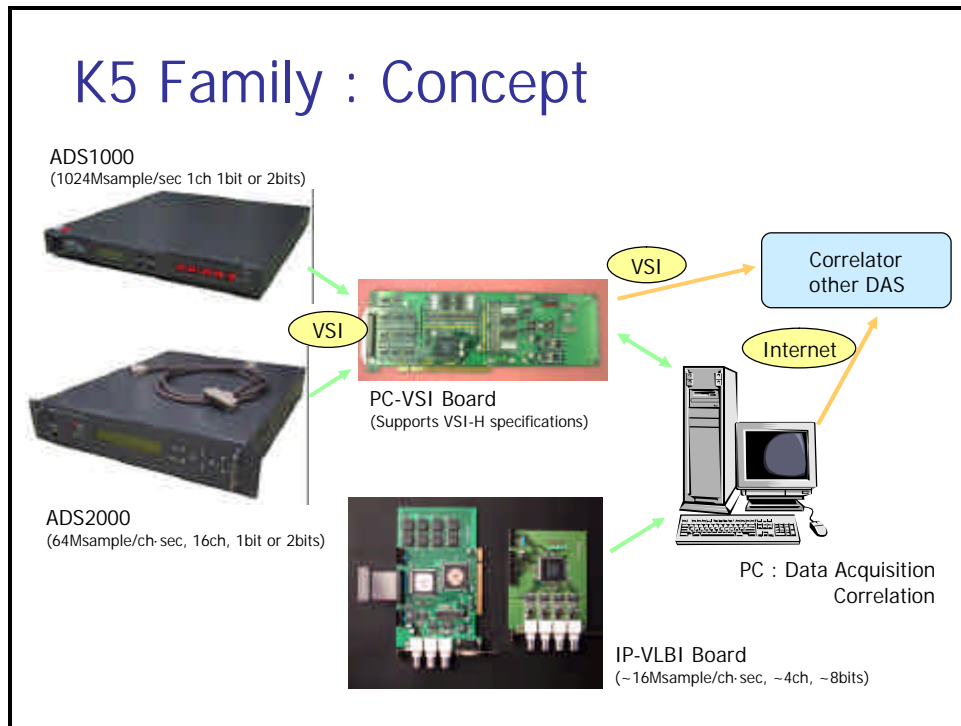 K5 Family : Concept
ADS1000
(1024Msample/sec 1ch 1bit or 2bits)
VSI
Correlator
other DAS
VSI
Internet
PC-VSI Board
(Supports VSI-H specifications)
ADS2000
(64Msample/ch·sec, 16ch, 1bit or 2bits)
PC : Data Acquisition
Correlation
IP-VLBI Board
(~16Msample/ch·sec, ~4ch, ~8bits)